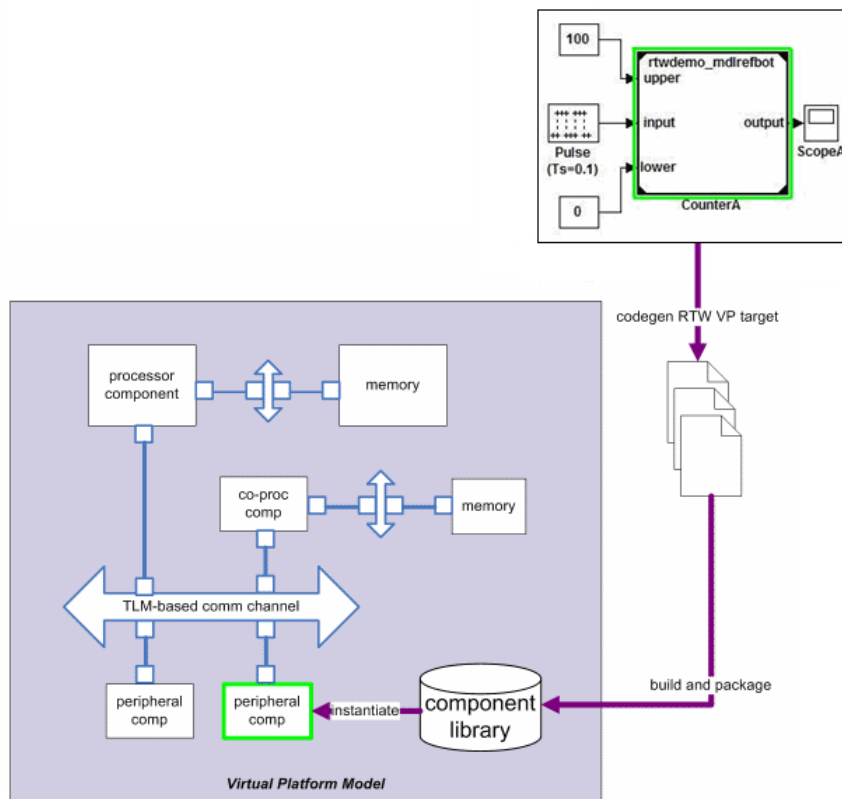 100
rtwdemo_mdlrefbot
upper
input
output
Pulse
(Ts=0.1)
lower
ScopeA
0
CounterA
codegen RTW VP target
processor
component
memory
co-proc
comp
memory
TLM-based comm channel
peripheral
comp
peripheral
comp
instantiate
component
library
build and package
Virtual Platform Model